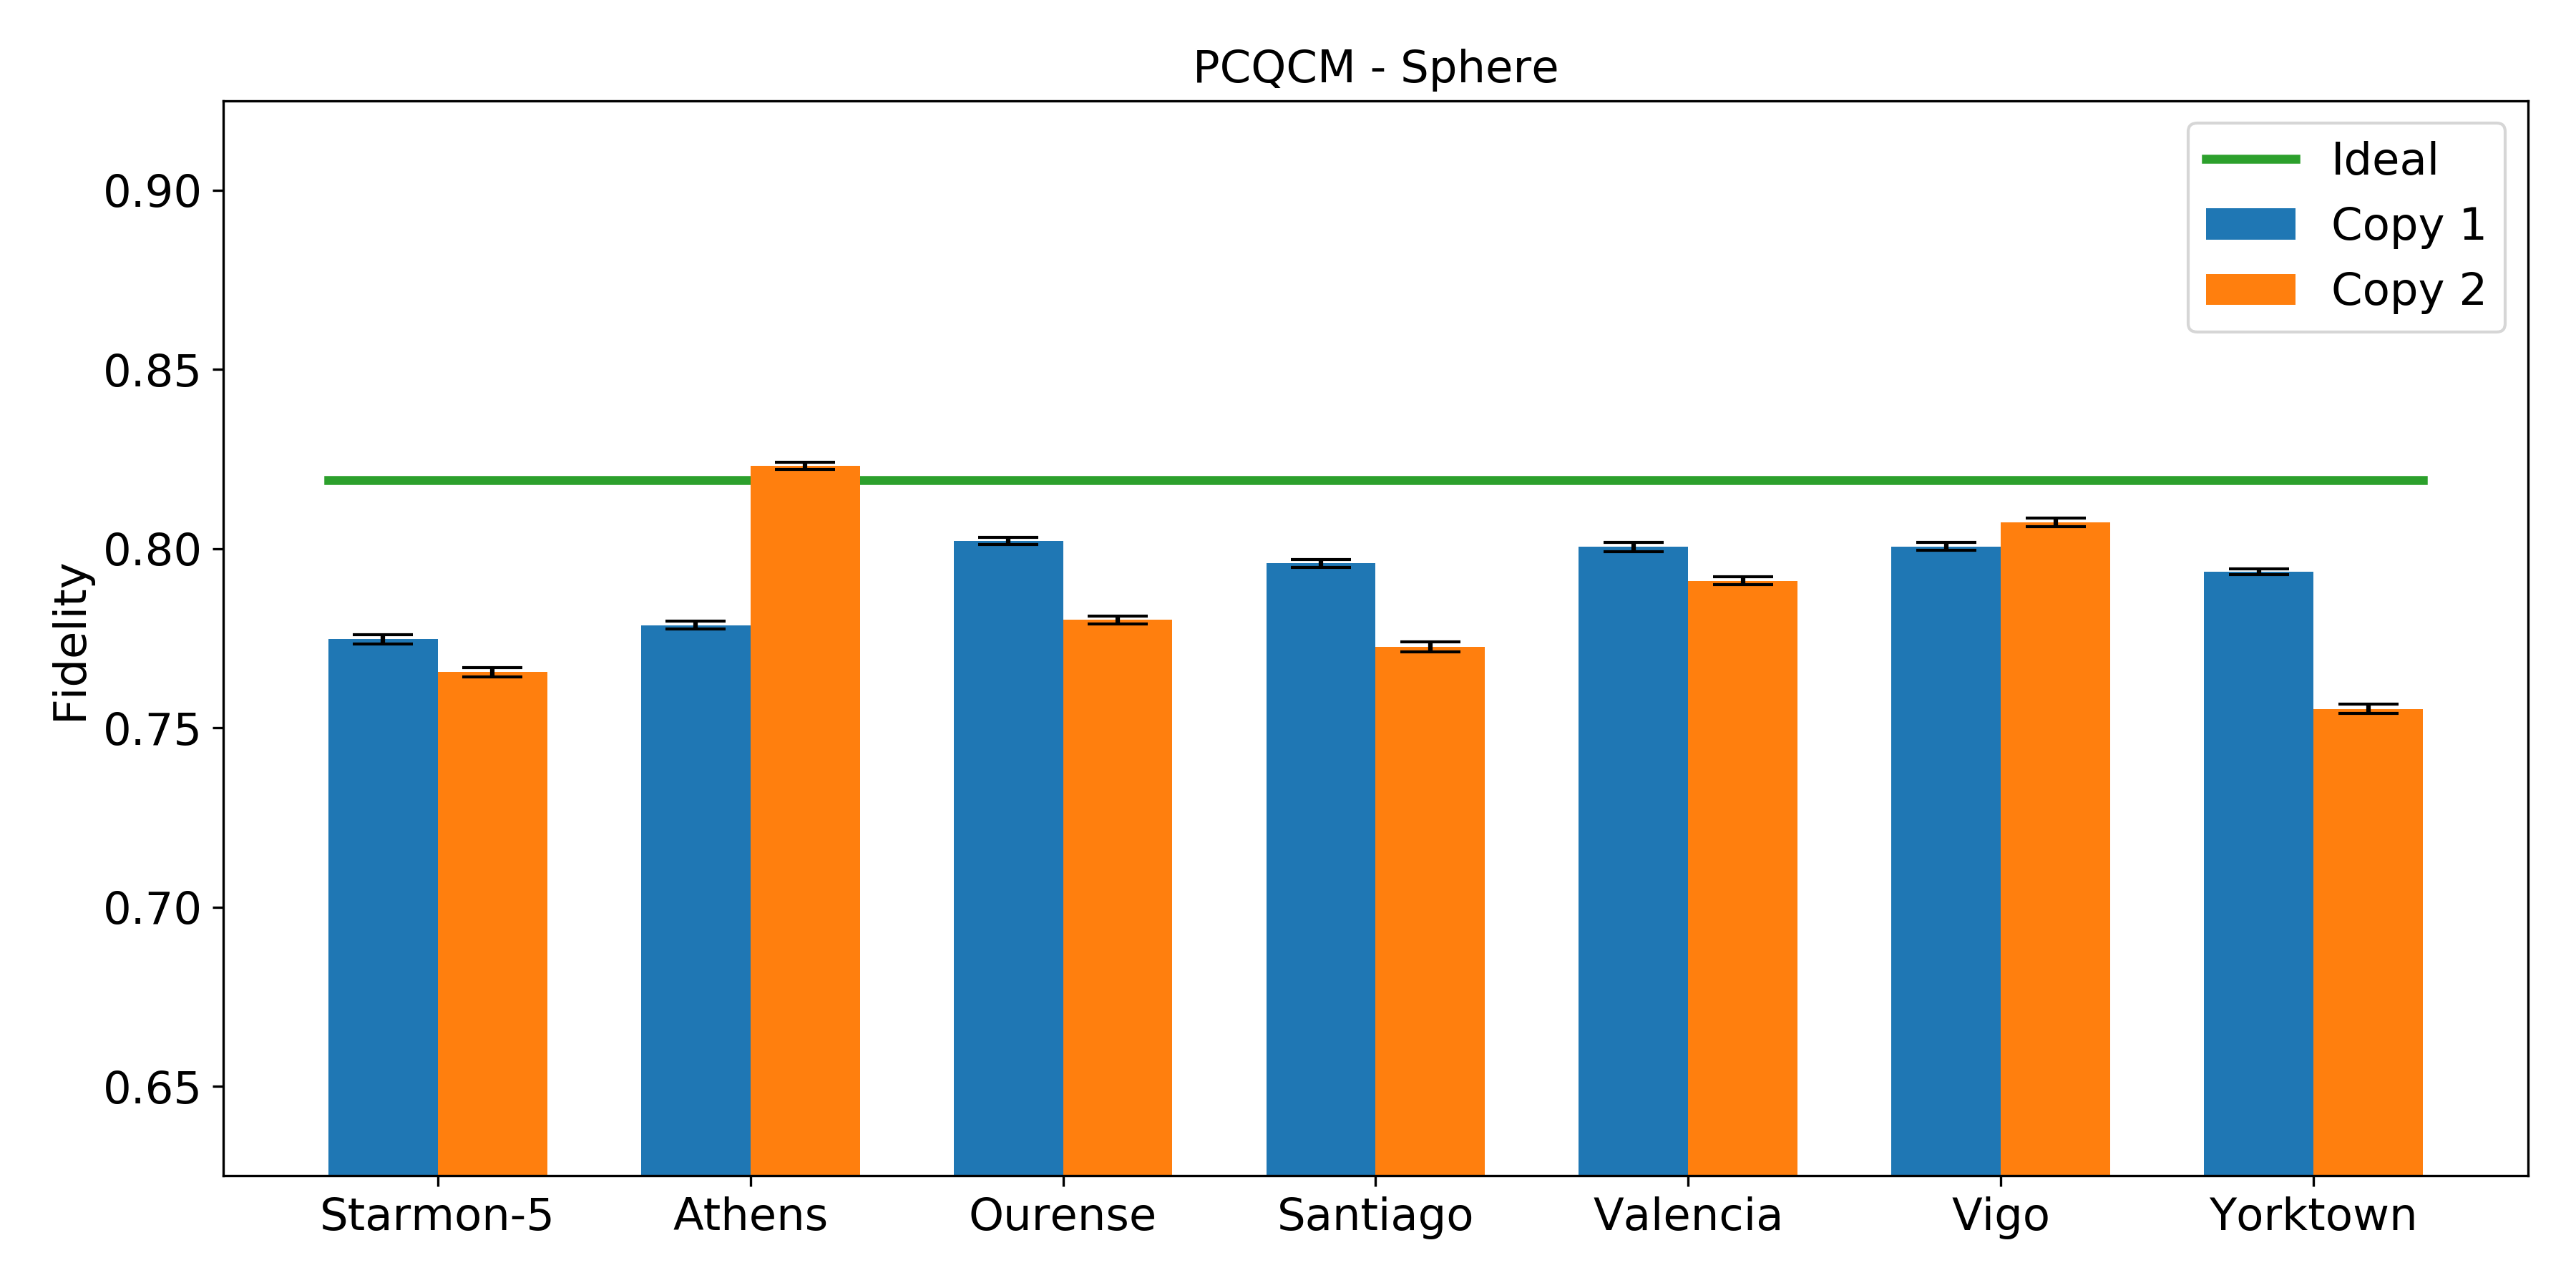 PCQCM - Sphere
Ideal
Copy 1
Copy 2
Fidelity
0.90
0.85
0.80
0.75
0.70
0.65
Starmon-5 Athens Ourense Santiago Valencia Vigo Yorktown